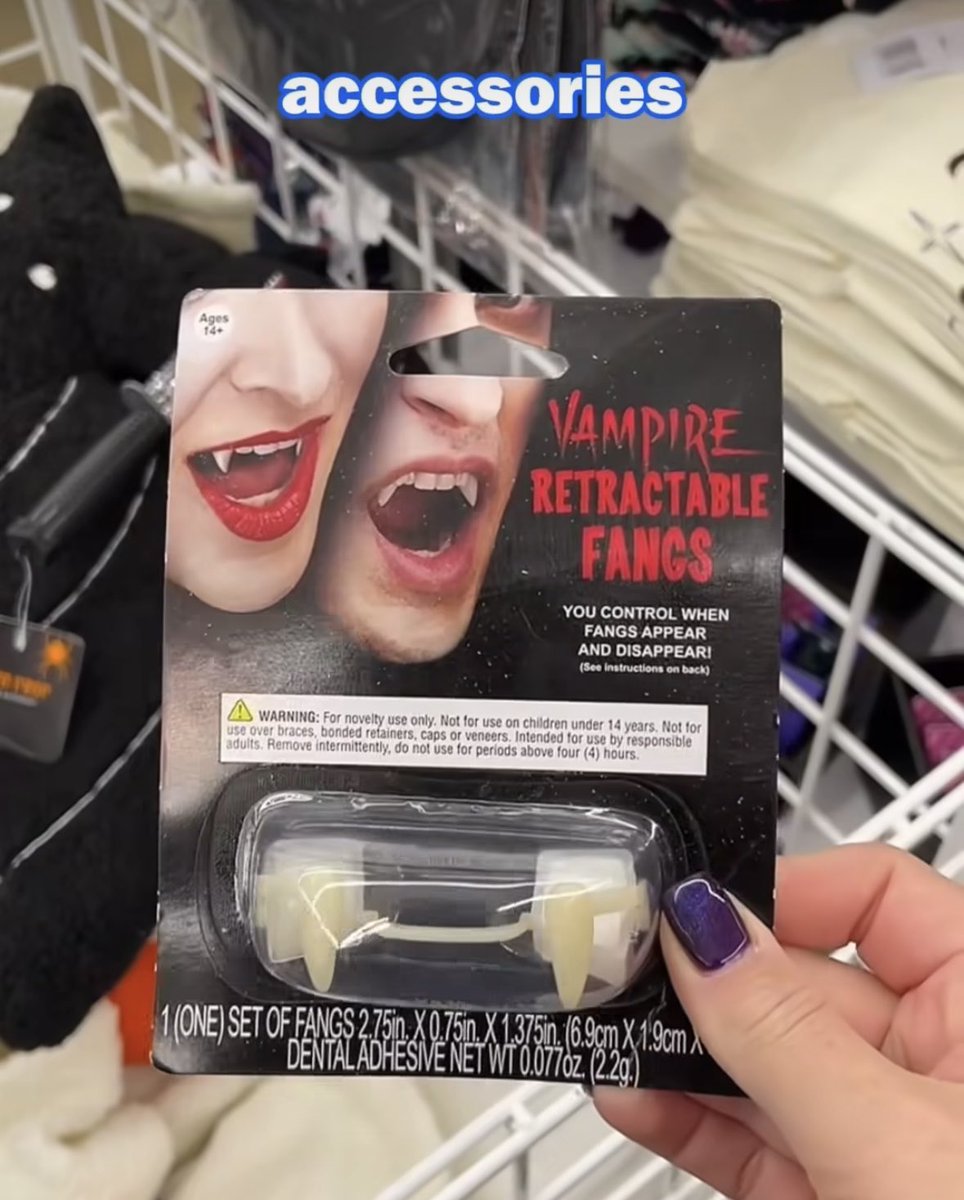 accessories
Ages
14+
VAMPIRE
RETRACTABLE
FANGS
YOU CONTROL WHEN
FANGS APPEAR
AND DISAPPEAR!
(See instructions on back)
WARNING: For novelty use only. Not for use on children under 14 years. Not for
use over braces, bonded retainers, caps or veneers. Intended for use by responsible
adults. Remove intermittently, do not use for periods above four (4) hours.
1 (ONE) SET OF FANGS 2.75in. X 0.75in. X 1.375in. (6.9cm X 1.9cm X
DENTAL ADHESIVE NET WT 0.077oz. (2.2g.)